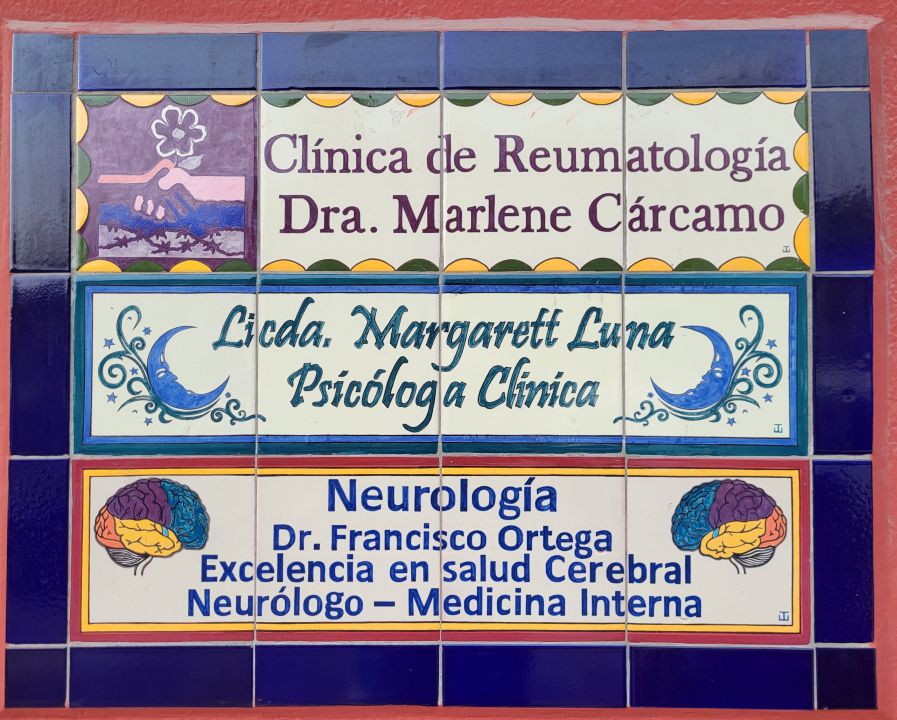 Clínica de Reumatología
Dra. Marlene Cárcamo
Licda. Margarett Luna
Psicóloga Clinica
Neurología
Dr. Francisco Ortega
Excelencia en salud Cerebral
Neurólogo – Medicina Interna